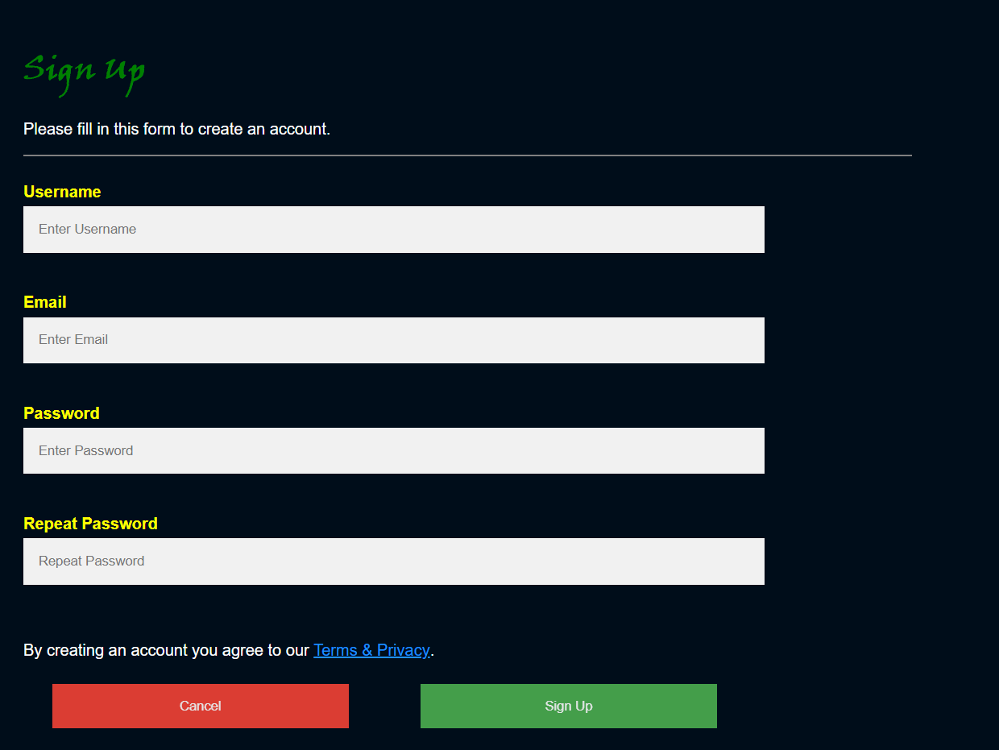 Sign Up
Please fill in this form to create an account.
Username
Enter Username
Email
Enter Email
Password
Enter Password
Repeat Password
Repeat Password
By creating an account you agree to our Terms & Privacy.
Cancel
Sign Up